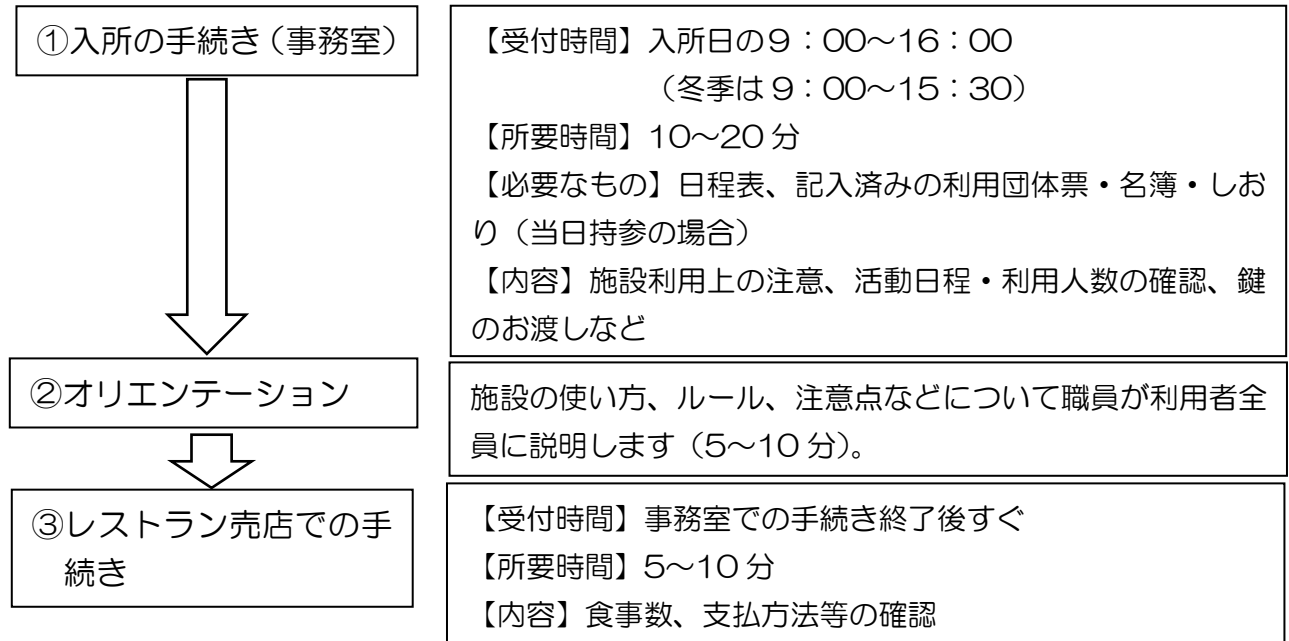 ①入所の手続き（事務室）
【受付時間】入所日の９：００～１６：００
（冬季は 9：00～15：30）
【所要時間】10～20 分
【必要なもの】日程表、記入済みの利用団体票・名簿・しお
り（当日持参の場合）
【内容】施設利用上の注意、活動日程・利用人数の確認、鍵
のお渡しなど
②オリエンテーション
施設の使い方、ルール、注意点などについて職員が利用者全
員に説明します（5～10 分）。
③レストラン売店での手
続き
【受付時間】事務室での手続き終了後すぐ
【所要時間】5～10 分
【内容】食事数、支払方法等の確認